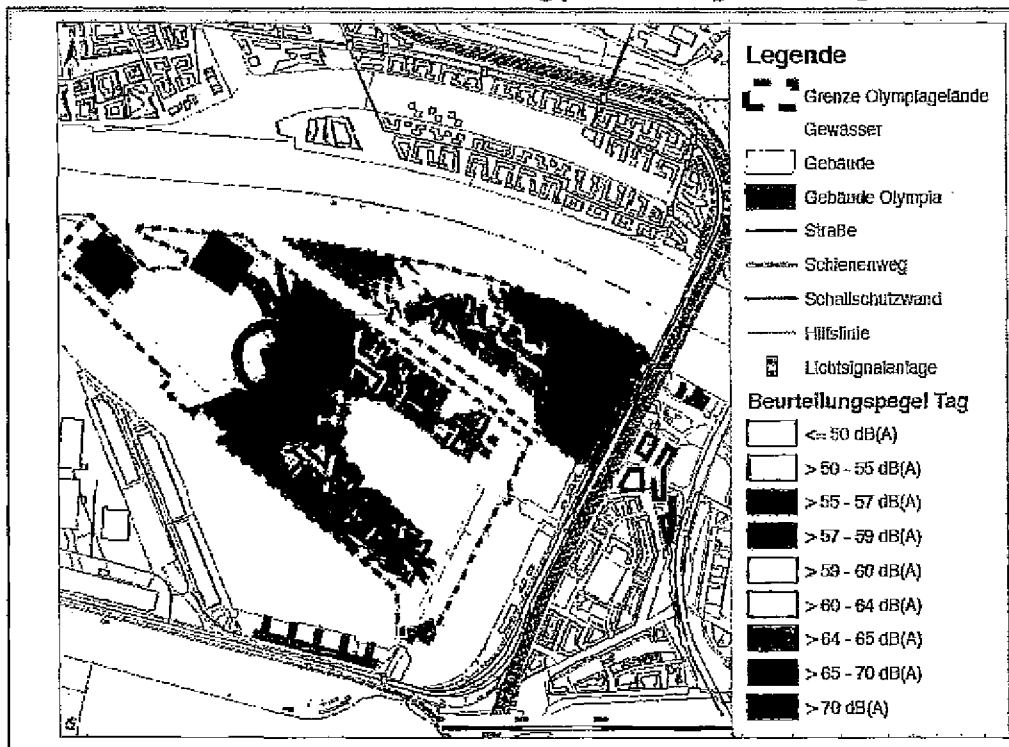 Legende
Grenze Olympiagelände
Gewässer
Gebäude
Gebäude Olympia
Straße
Schienenweg
Schallschutzwand
Hilfslinie
Lichtsignalanlage
Beurteilungspegel Tag
<= 50 dB(A)
> 50 - 55 dB(A)
> 55 - 57 dB(A)
> 57 - 59 dB(A)
> 59 - 60 dB(A)
> 60 - 64 dB(A)
> 64 - 65 dB(A)
> 65 - 70 dB(A)
> 70 dB(A)